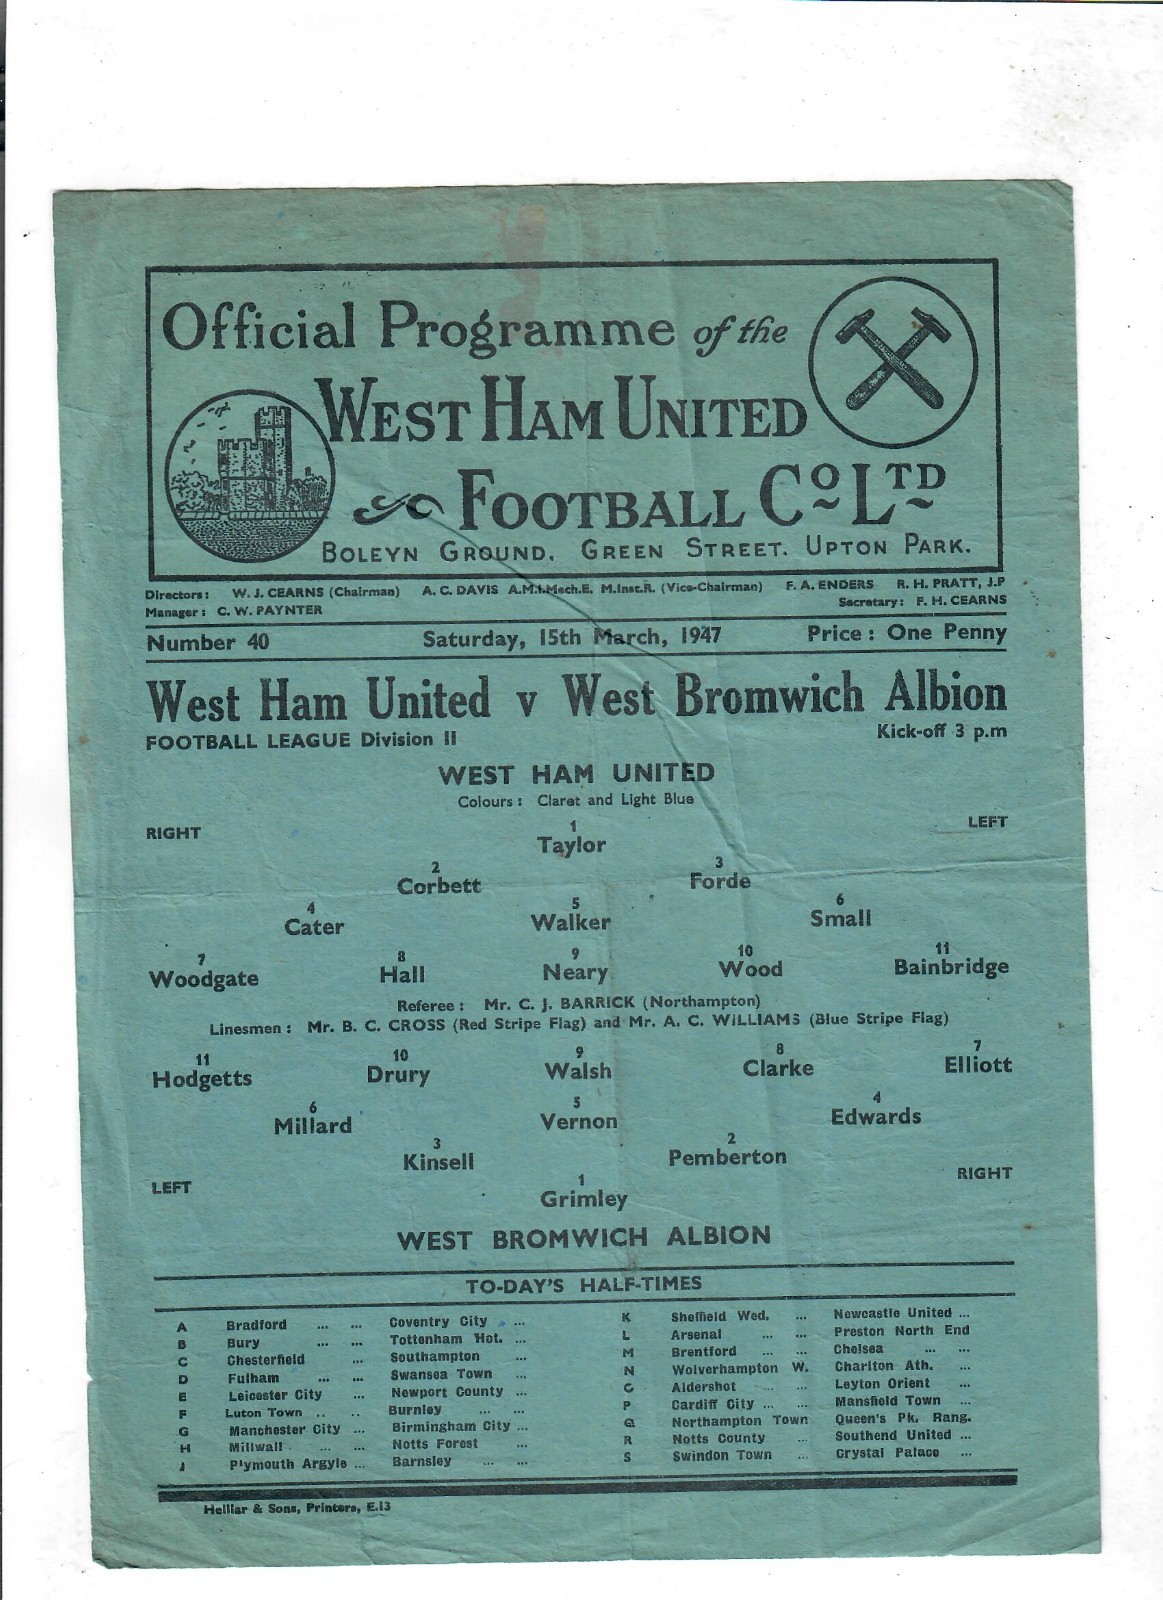 Official Programme of the
WEST HAM UNITED
FOOTBALL CO LTD
BOLEYN GROUND. GREEN STREET. UPTON PARK.
Directors: W. J. CEARNS (Chairman) A. C. DAVIS A.M.I.Mech.E. M.Inst.R. (Vice-Chairman) F. A. ENDERS R. H. PRATT, J.P
Manager: C. W. PAYNTER Secretary: F. H. CEARNS
Number 40 Saturday, 15th March, 1947 Price: One Penny
West Ham United v West Bromwich Albion
FOOTBALL LEAGUE Division II Kick-off 3 p.m
WEST HAM UNITED
Colours: Claret and Light Blue
RIGHT 1 LEFT
Taylor
2 3
Corbett Forde
4 5 6
Cater Walker Small
7 8 9 10 11
Woodgate Hall Neary Wood Bainbridge
Referee: Mr. C. J. BARRICK (Northampton)
Linesmen: Mr. B. C. CROSS (Red Stripe Flag) and Mr. A. C. WILLIAMS (Blue Stripe Flag)
11 10 9 8 7
Hodgetts Drury Walsh Clarke Elliott
6 5 4
Millard Vernon Edwards
3 2
Kinsell Pemberton
LEFT 1 RIGHT
Grimley
WEST BROMWICH ALBION
TO-DAY'S HALF-TIMES
A Bradford ... ... Coventry City ... K Sheffield Wed. ... Newcastle United ...
B Bury ... ... Tottenham Hot. ... L Arsenal ... ... Preston North End
C Chesterfield ... Southampton ... M Brentford ... ... Chelsea ... ...
D Fulham ... ... Swansea Town ... N Wolverhampton W. Charlton Ath. ...
E Leicester City ... Newport County ... O Aldershot ... ... Leyton Orient ...
F Luton Town .. .. Burnley ... ... P Cardiff City ... ... Mansfield Town ...
G Manchester City ... Birmingham City ... Q Northampton Town Queen's Pk. Rang.
H Millwall ... ... Notts Forest ... R Notts County ... Southend United ...
J Plymouth Argyle ... Barnsley ... ... S Swindon Town ... Crystal Palace ...
Helliar & Sons, Printers, E.13